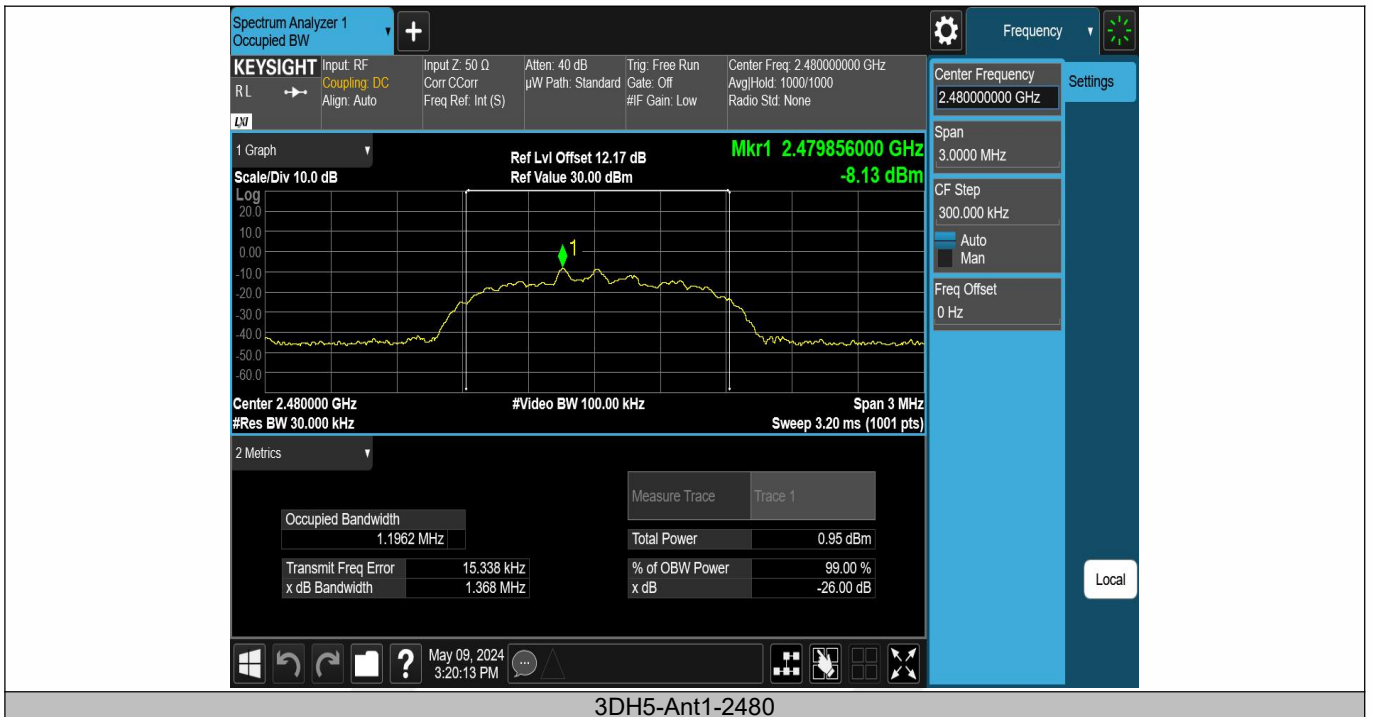 Spectrum Analyzer 1
Occupied BW
+
Frequency
KEYSIGHT
R L
LXI
Input: RF
Coupling: DC
Align: Auto
Input Z: 50 Ω
Corr CCorr
Freq Ref: Int (S)
Atten: 40 dB
µW Path: Standard
Trig: Free Run
Gate: Off
#IF Gain: Low
Center Freq: 2.480000000 GHz
Avg|Hold: 1000/1000
Radio Std: None
Center Frequency
2.480000000 GHz
Settings
Span
3.0000 MHz
CF Step
300.000 kHz
Auto
Man
Freq Offset
0 Hz
Local
1 Graph
Scale/Div 10.0 dB
Ref Lvl Offset 12.17 dB
Ref Value 30.00 dBm
Mkr1 2.479856000 GHz
-8.13 dBm
Log
20.0
10.0
0.00
-10.0
-20.0
-30.0
-40.0
-50.0
-60.0
1
Center 2.480000 GHz
#Video BW 100.00 kHz
Span 3 MHz
#Res BW 30.000 kHz
Sweep 3.20 ms (1001 pts)
2 Metrics
Measure Trace Trace 1
Occupied Bandwidth
1.1962 MHz
Total Power 0.95 dBm
Transmit Freq Error 15.338 kHz
% of OBW Power 99.00 %
x dB Bandwidth 1.368 MHz
x dB -26.00 dB
?
May 09, 2024
3:20:13 PM
3DH5-Ant1-2480